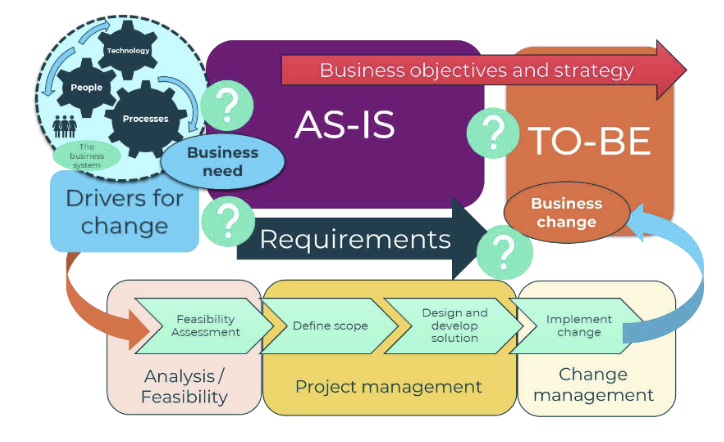 Technology
People
Processes
The
business
system
Business
need
Drivers for
change
?
?
AS-IS
Business objectives and strategy
?
TO-BE
Business
change
Requirements
?
Feasibility
Assessment
Define scope
Design and
develop
solution
Implement
change
Analysis /
Feasibility
Project management
Change
management